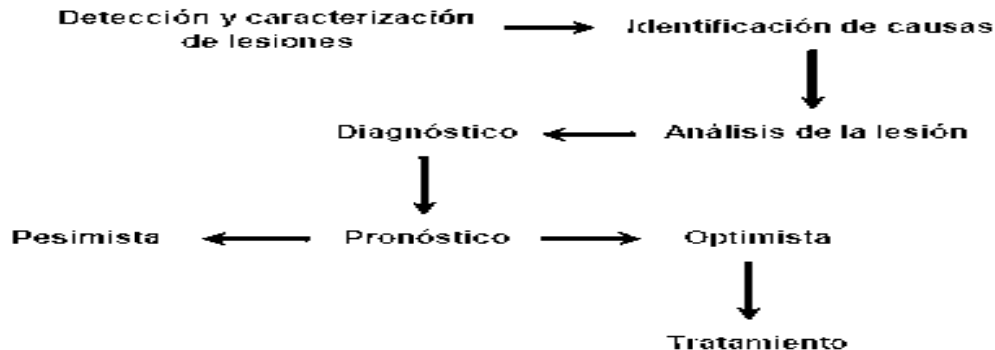 Detección y caracterización
de lesiones
Identificación de causas
Diagnóstico
Análisis de la lesión
Pesimista
Pronóstico
Optimista
Tratamiento